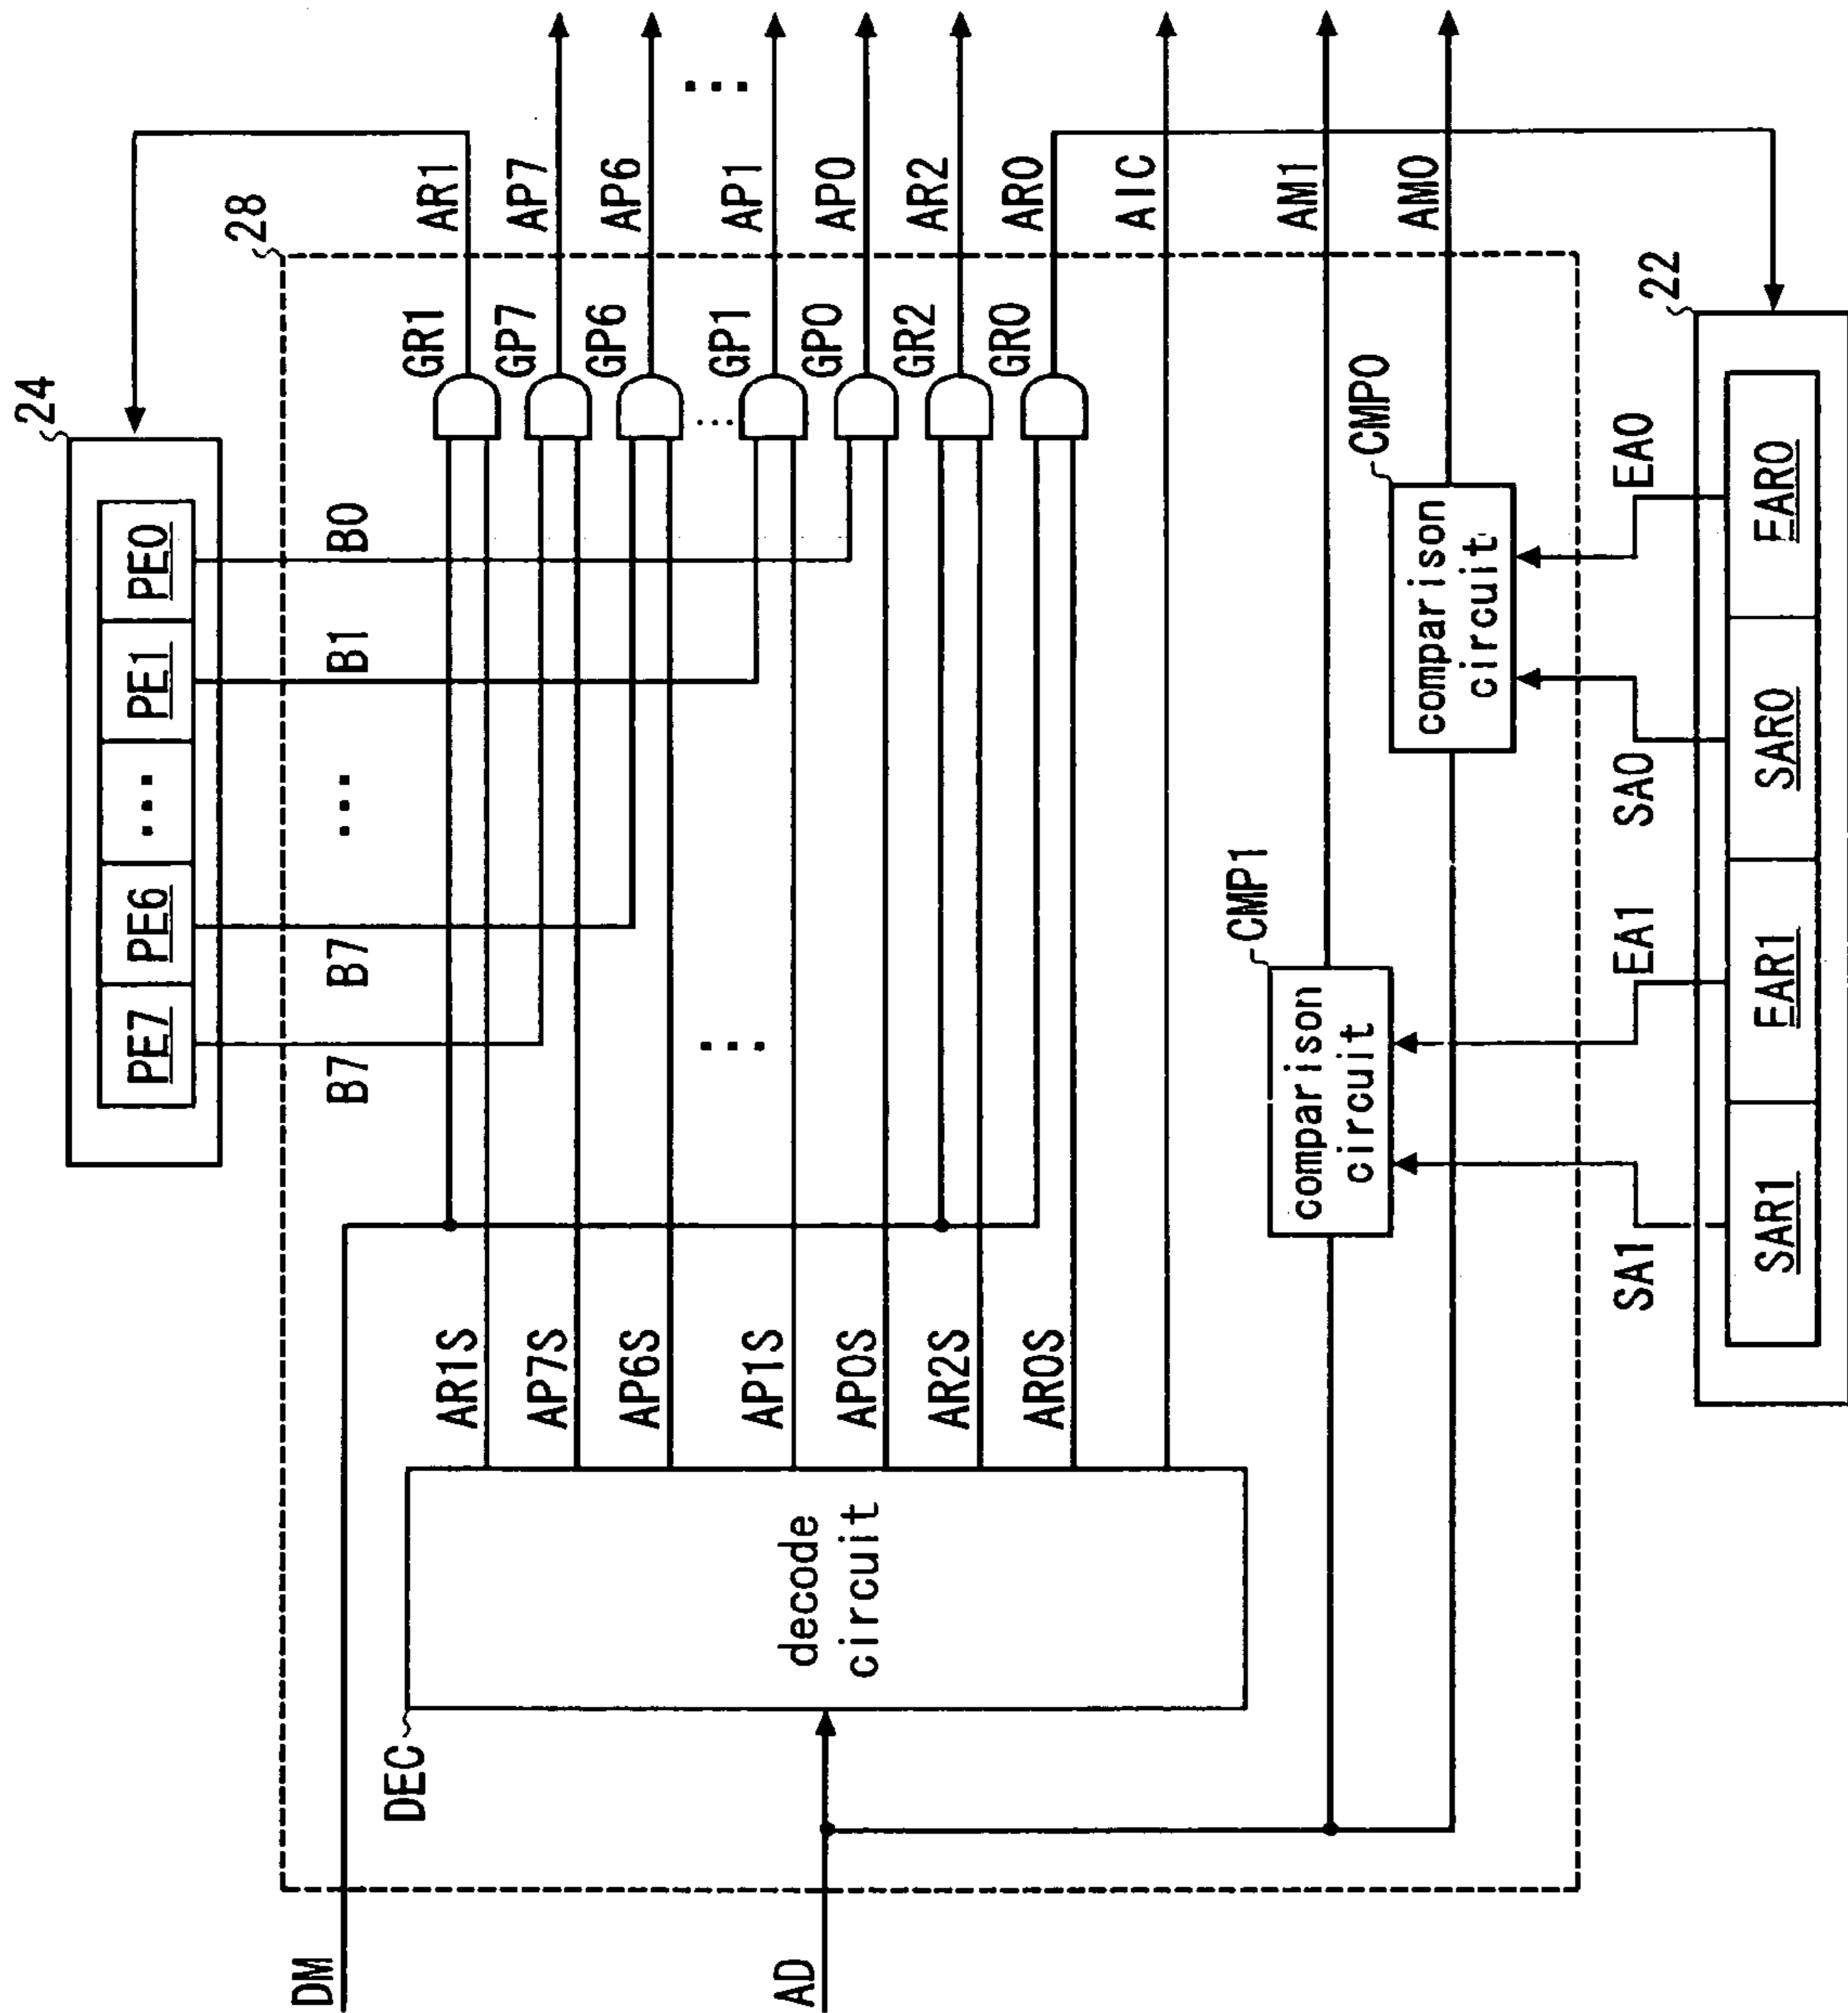 24
PE7
PE6
...
PE1
PE0
28
B7
B7
...
B1
B0
DM
AD
DEC
decode
circuit
AR1S
AP7S
AP6S
...
AP1S
AP0S
AR2S
AR0S
GR1
GP7
GP6
...
GP1
GP0
GR2
GR0
AR1
AP7
AP6
...
AP1
AP0
AR2
AR0
AIC
AM1
AM0
CMP1
comparison
circuit
CMP0
comparison
circuit
SA1
EA1
SA0
EA0
22
SAR1
EAR1
SAR0
EAR0